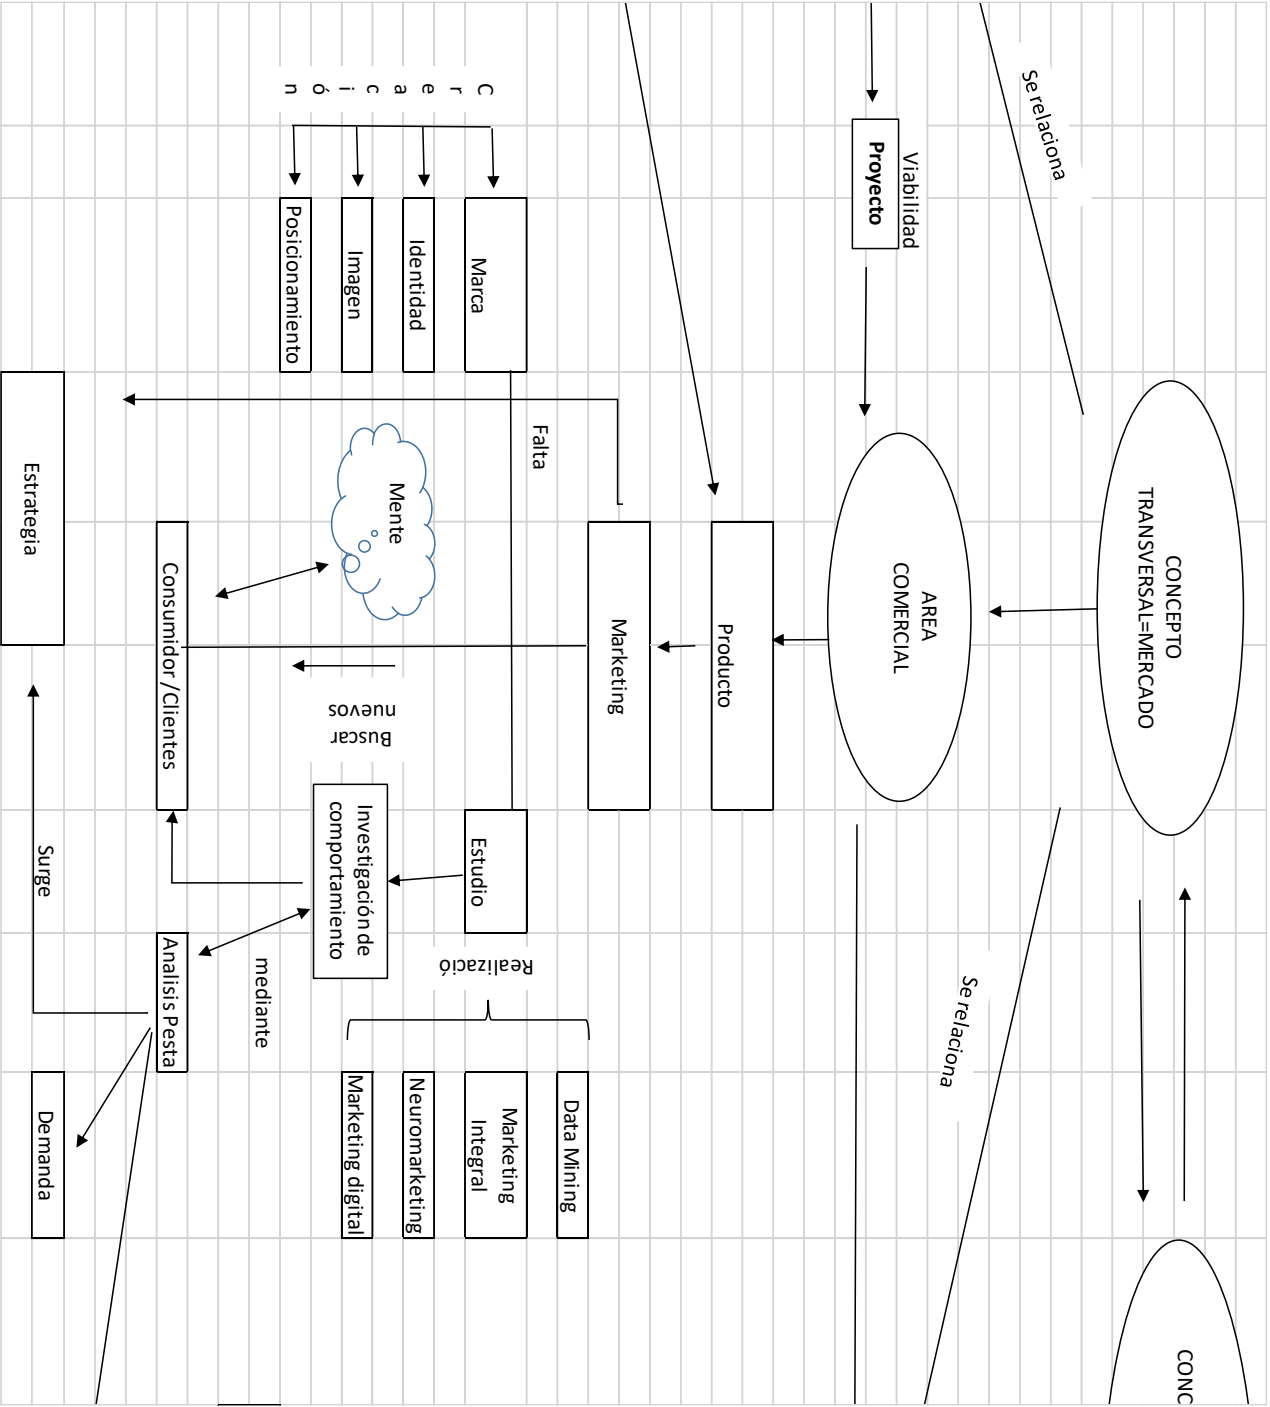 Se relaciona
CONCEPTO
TRANSVERSAL=MERCADO
CONC
Viabilidad
Proyecto
AREA
COMERCIAL
Se relaciona
Producto
Marketing
Falta
Creación
Marca
Identidad
Imagen
Posicionamiento
Mente
Buscar
nuevos
Estudio
Realizació
Data Mining
Marketing
Integral
Neuromarketing
Marketing digital
Investigación de
comportamiento
mediante
Consumidor /Clientes
Analisis Pesta
Estrategia
Surge
Demanda